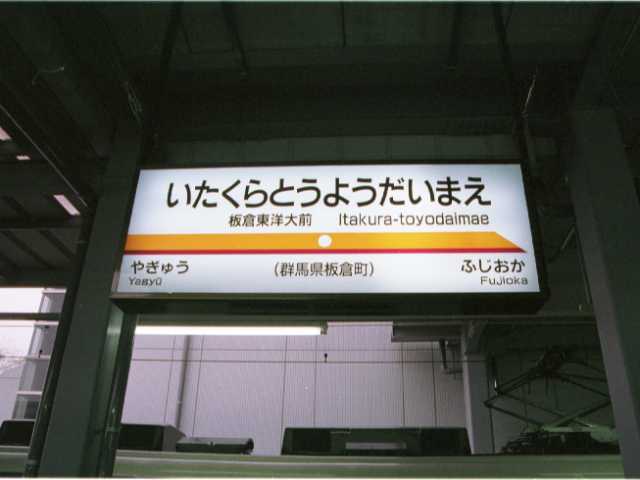 いたくらとうようだいまえ
板倉東洋大前 Itakura-toyodaimae
やぎゅう (群馬県板倉町) ふじおか
Yagyū Fujioka